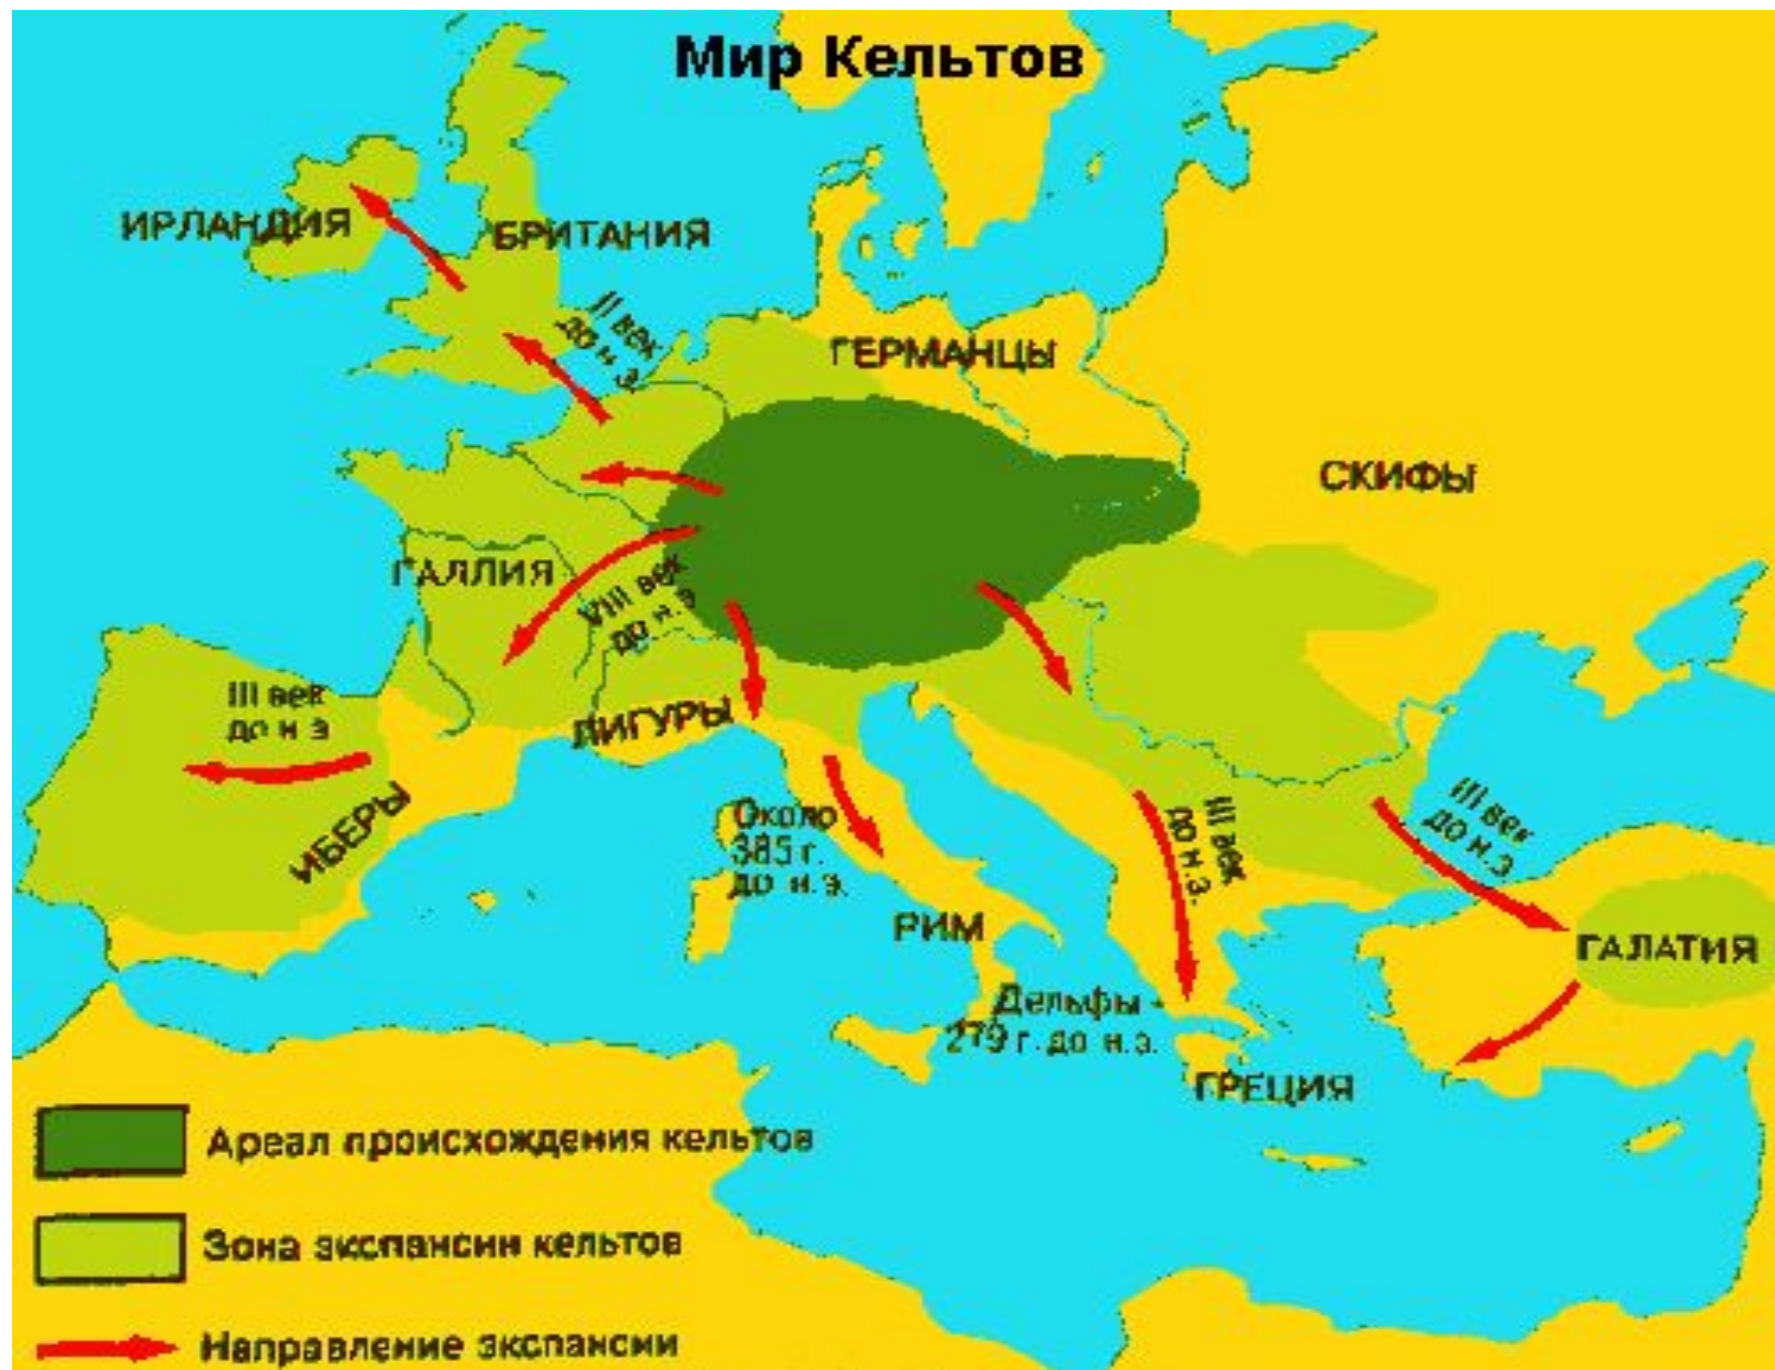 Мир Кельтов
ИРЛАНДИЯ
БРИТАНИЯ
II век
до н э
ГЕРМАНЦЫ
СКИФЫ
ГАЛЛИЯ
VIII век
до н. э
III век
до н э
ЛИГУРЫ
ИБЕРЫ
Около
385 г.
до н.э.
III век
до н.э.
III век
до н.э.
РИМ
ГАЛАТИЯ
Дельфы -
279 г. до н.э.
ГРЕЦИЯ
Ареал происхождения кельтов
Зона экспансии кельтов
Направление экспансии